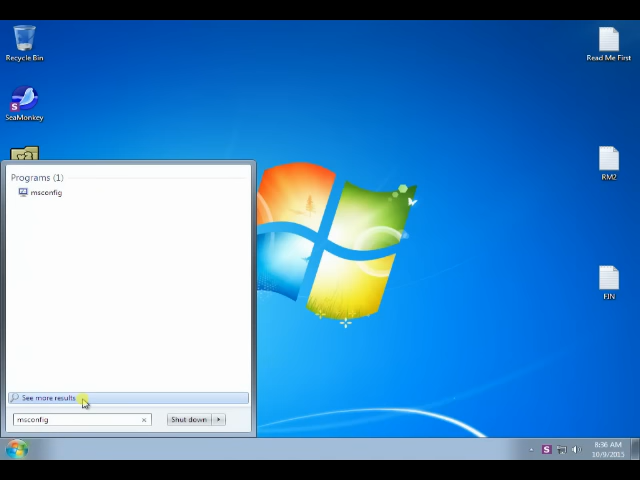 Recycle Bin
Read Me First
SeaMonkey
RM2
FIN
Programs (1)
msconfig
See more results
msconfig
Shut down
8:36 AM
10/9/2015